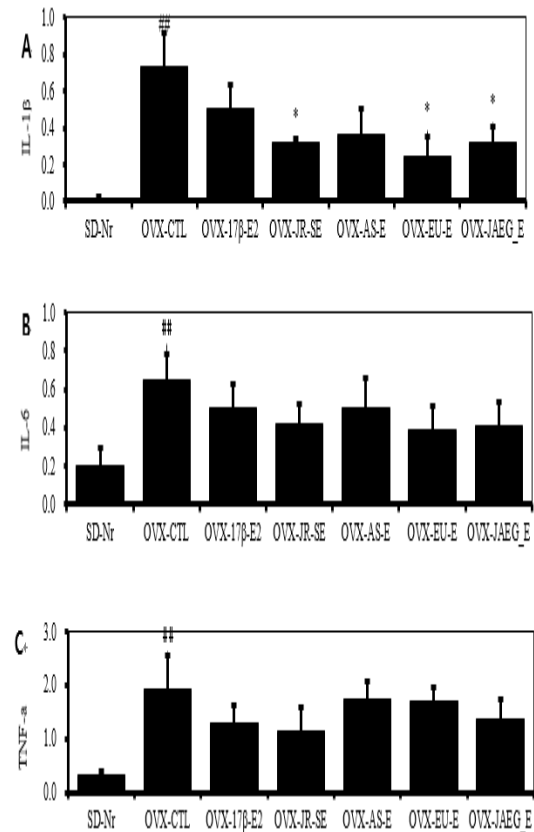 A
IL-1β
1.0
0.8
0.6
0.4
0.2
0.0
##
*
*
*
SD-Nr OVX-CTL OVX-17β-E2 OVX-JR-SE OVX-AS-E OVX-EU-E OVX-JAEG_E
B
IL-6
1.0
0.8
0.6
0.4
0.2
0.0
##
SD-Nr OVX-CTL OVX-17β-E2 OVX-JR-SE OVX-AS-E OVX-EU-E OVX-JAEG_E
C
TNF-a
3.0
2.0
1.0
0.0
##
SD-Nr OVX-CTL OVX-17β-E2 OVX-JR-SE OVX-AS-E OVX-EU-E OVX-JAEG_E